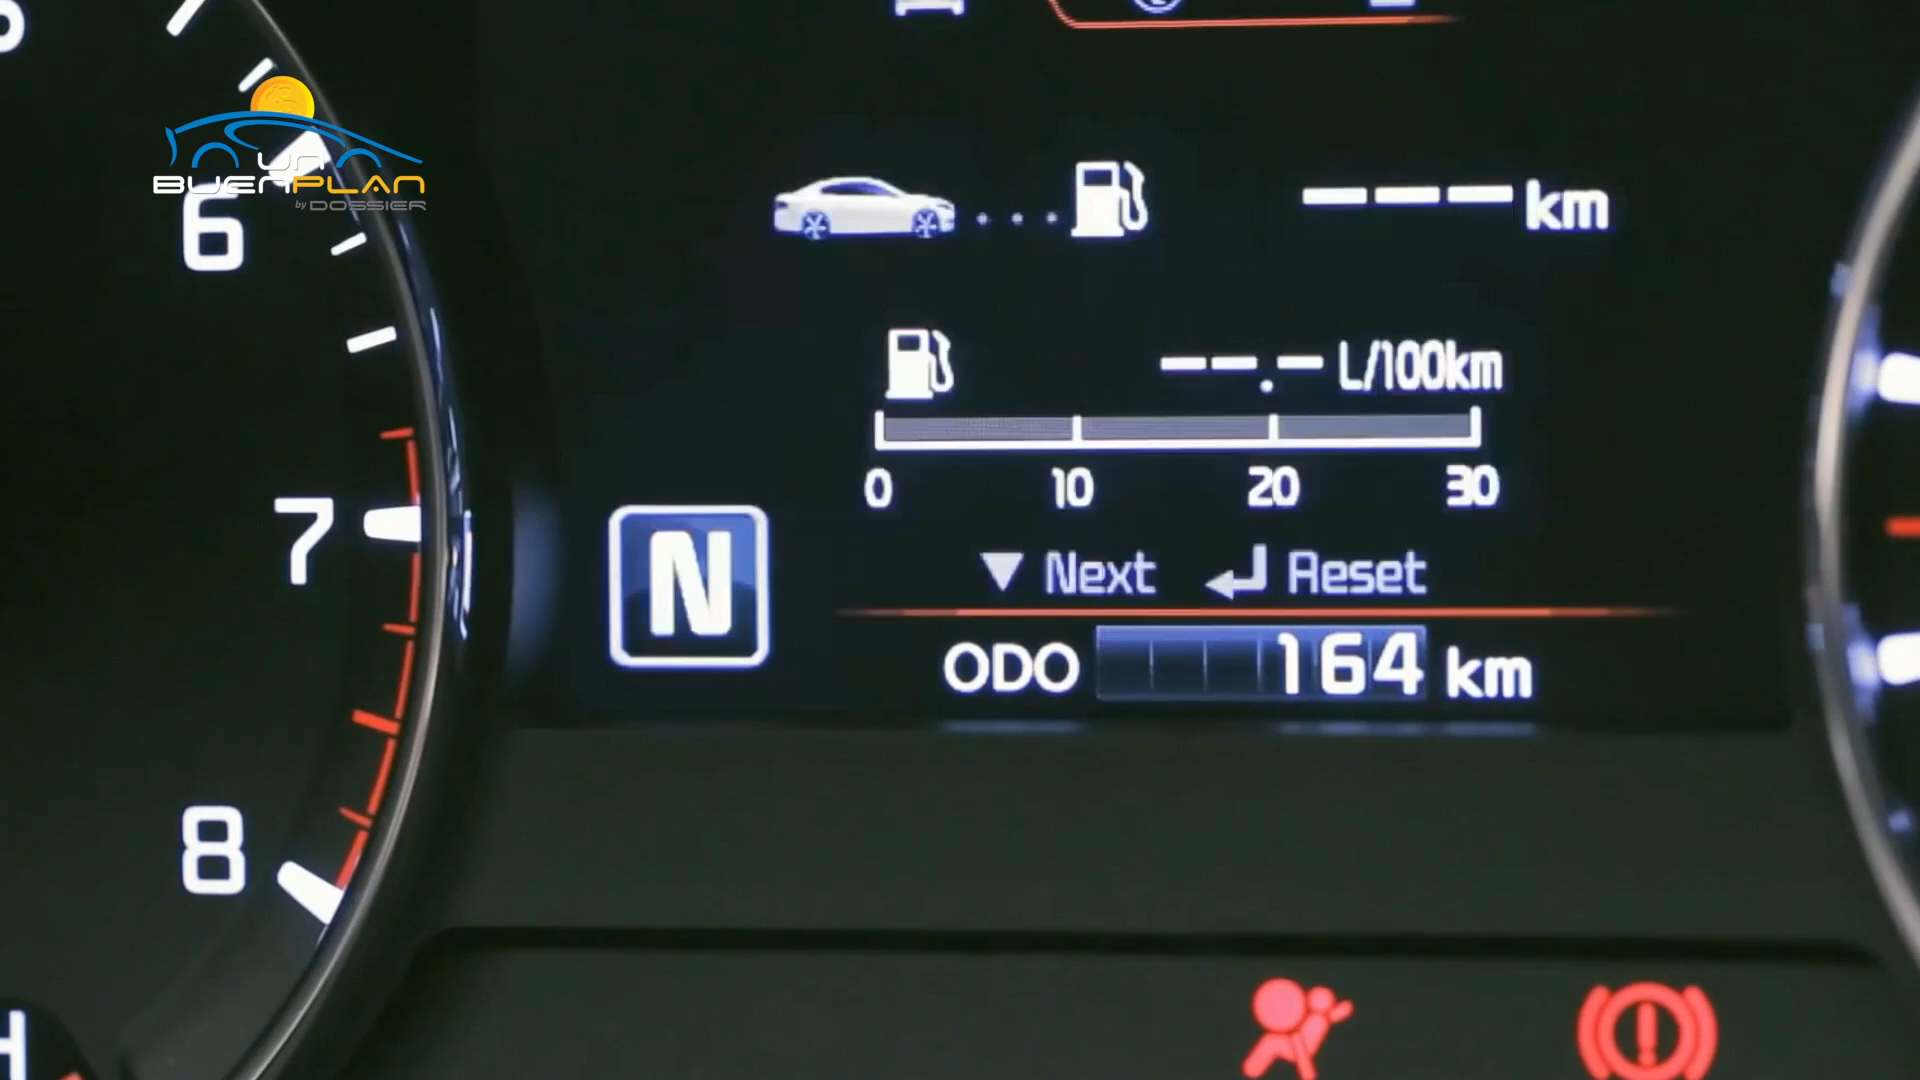 UN
BUENPLAN
by DOSSIER
6
7
8
--- km
--.- L/100km
0 10 20 30
▼ Next ↵ Reset
N
ODO 164 km
H